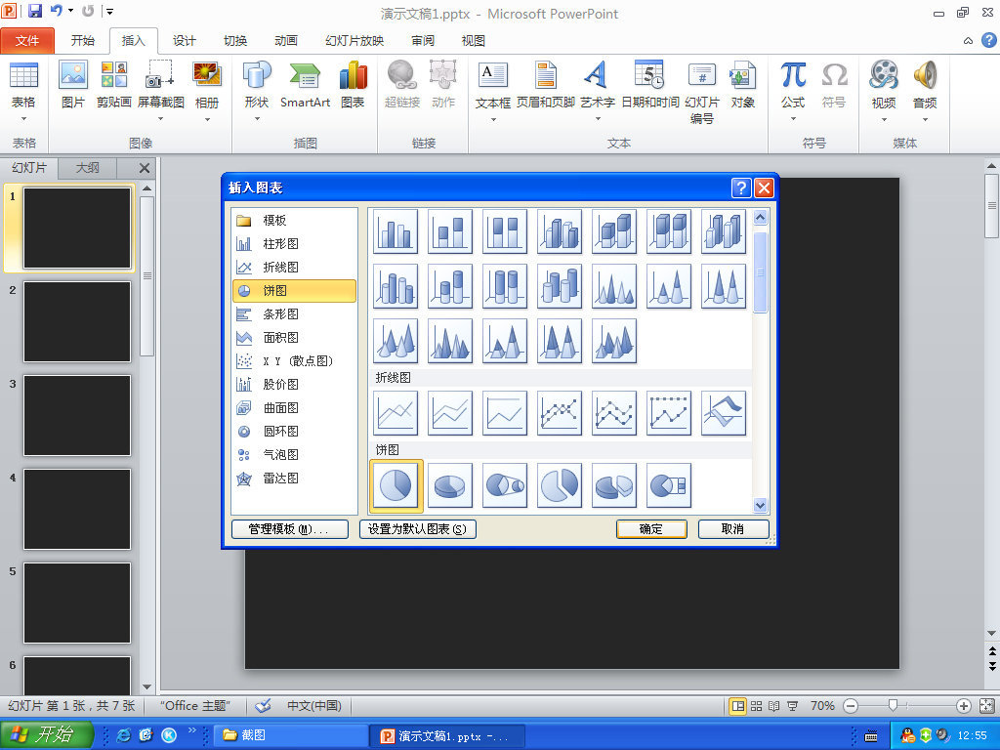 演示文稿1.pptx - Microsoft PowerPoint
文件 开始 插入 设计 切换 动画 幻灯片放映 审阅 视图
表格 图片 剪贴画 屏幕截图 相册 形状 SmartArt 图表 超链接 动作 文本框 页眉和页脚 艺术字 日期和时间 幻灯片编号 对象 公式 符号 视频 音频
表格 图像 插图 链接 文本 符号 媒体
幻灯片 大纲
插入图表
模板
柱形图
折线图
饼图
条形图
面积图
X Y (散点图)
股价图
曲面图
圆环图
气泡图
雷达图
折线图
饼图
管理模板(M)... 设置为默认图表(S) 确定 取消
1
2
3
4
5
6
幻灯片 第 1 张，共 7 张 "Office 主题" 中文(中国) 70%
开始 截图 演示文稿1.pptx -... 12:55